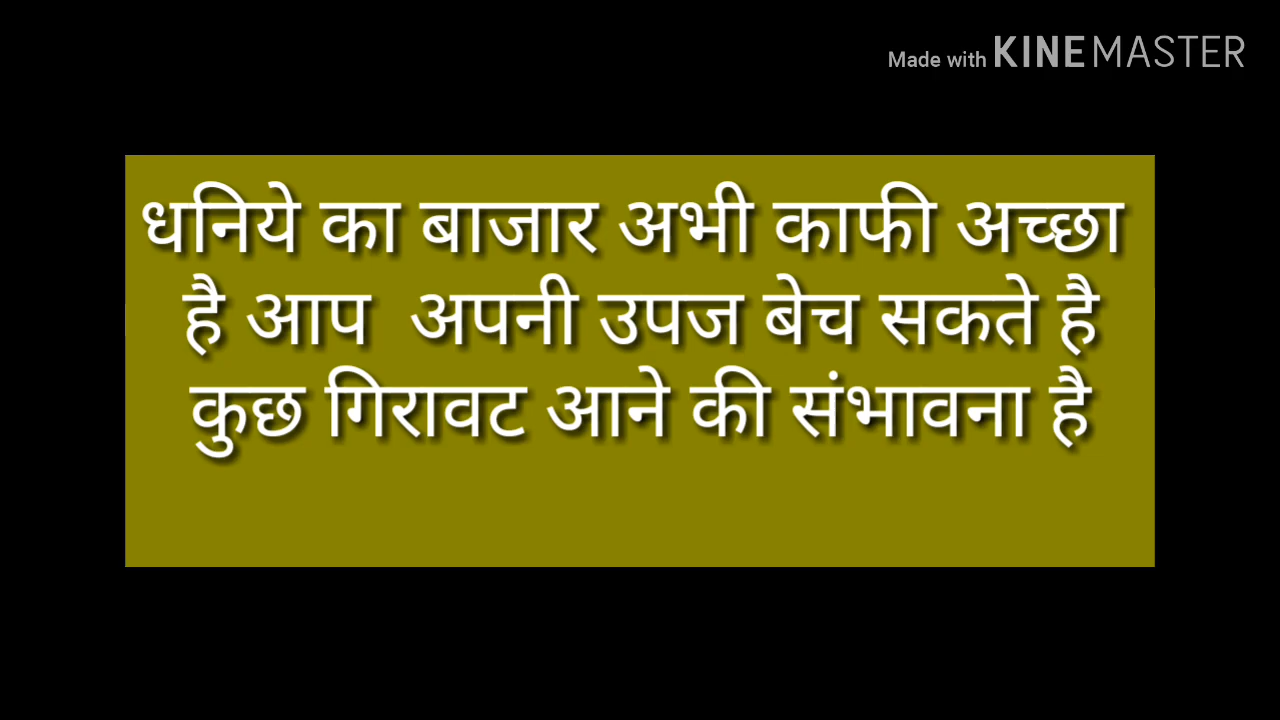 Made with KINEMASTER
धनिये का बाजार अभी काफी अच्छा
है आप अपनी उपज बेच सकते है
कुछ गिरावट आने की संभावना है